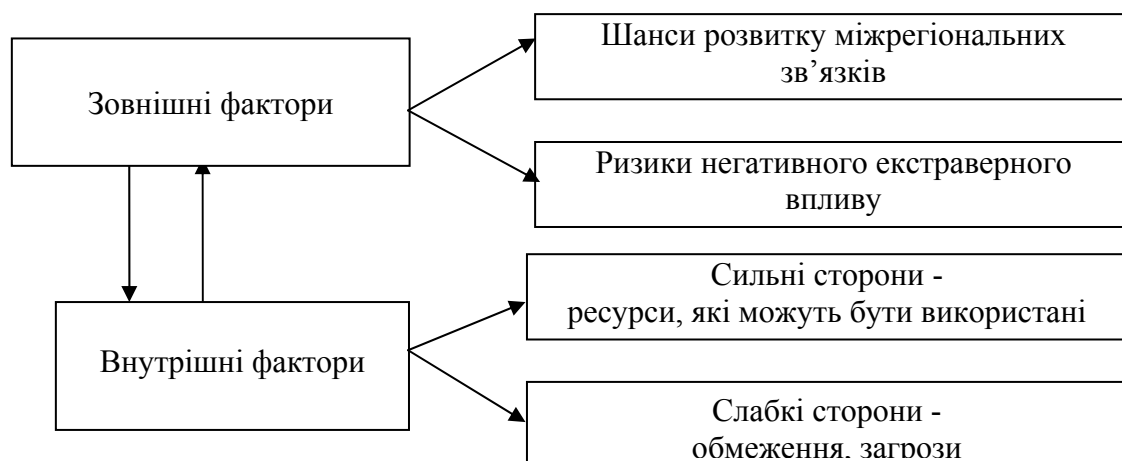 Зовнішні фактори
Шанси розвитку міжрегіональних
зв’язків
Ризики негативного екстраверного
впливу
Внутрішні фактори
Сильні сторони -
ресурси, які можуть бути використані
Слабкі сторони -
обмеження, загрози